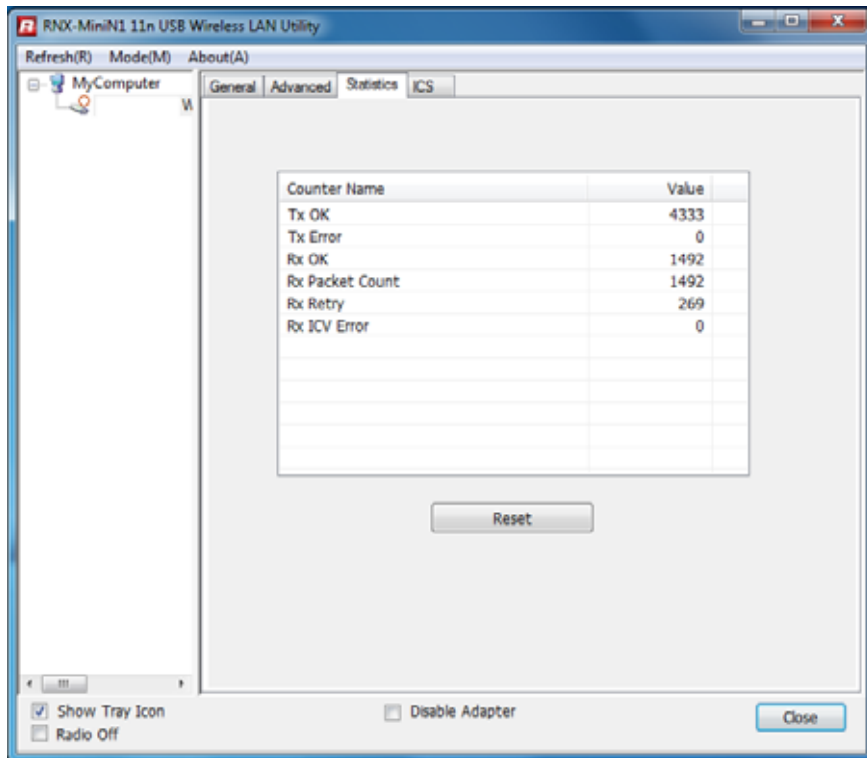 RNX-MiniN1 11n USB Wireless LAN Utility
Refresh(R) Mode(M) About(A)
MyComputer
W
General Advanced Statistics ICS
Counter Name Value
Tx OK 4333
Tx Error 0
Rx OK 1492
Rx Packet Count 1492
Rx Retry 269
Rx ICV Error 0
Reset
Show Tray Icon
Disable Adapter
Radio Off
Close